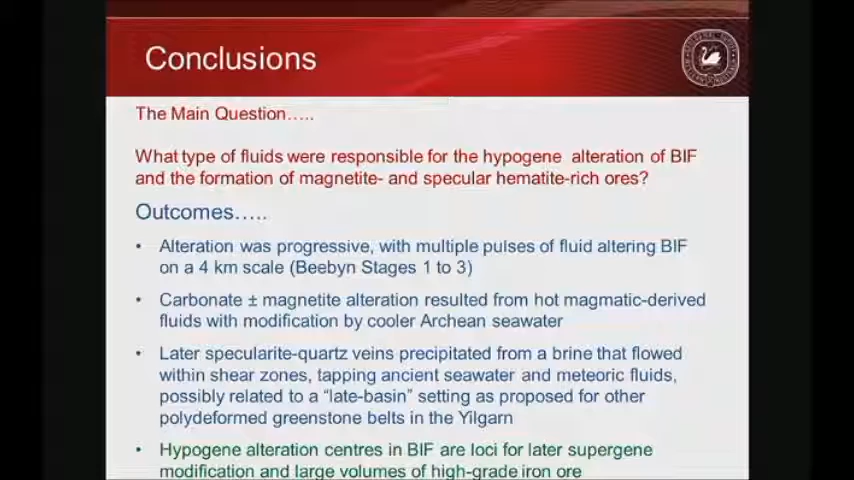 Conclusions
The Main Question.....
What type of fluids were responsible for the hypogene alteration of BIF
and the formation of magnetite- and specular hematite-rich ores?
Outcomes.....
• Alteration was progressive, with multiple pulses of fluid altering BIF
on a 4 km scale (Beebyn Stages 1 to 3)
• Carbonate ± magnetite alteration resulted from hot magmatic-derived
fluids with modification by cooler Archean seawater
• Later specularite-quartz veins precipitated from a brine that flowed
within shear zones, tapping ancient seawater and meteoric fluids,
possibly related to a “late-basin” setting as proposed for other
polydeformed greenstone belts in the Yilgarn
• Hypogene alteration centres in BIF are loci for later supergene
modification and large volumes of high-grade iron ore